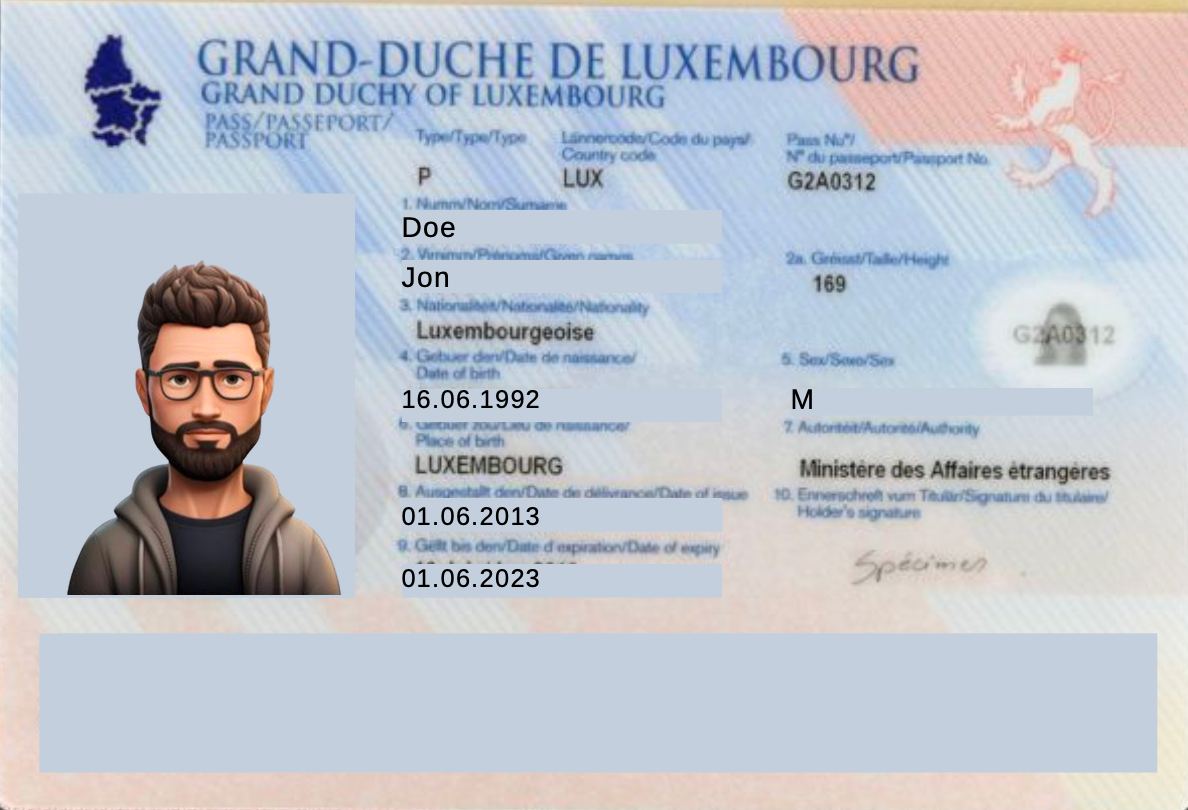 GRAND-DUCHE DE LUXEMBOURG
GRAND DUCHY OF LUXEMBOURG
PASS/PASSEPORT/
PASSPORT
Type/Type/Type
P
Lännercode/Code du pays/
Country code
LUX
Pass Nu°/
N° du passeport/Passport No
G2A0312
1. Numm/Nom/Surname
Doe
2. Virnimm/Prénoms/Given names
Jon
2a. Gréisst/Taille/Height
169
3. Nationalitéit/Nationalité/Nationality
Luxembourgeoise
G2A0312
4. Gebuer den/Date de naissance/
Date of birth
16.06.1992
5. Sex/Sexe/Sex
M
6. Gebuer zou/Lieu de naissance/
Place of birth
LUXEMBOURG
7. Autoritéit/Autorité/Authority
Ministère des Affaires étrangères
8. Ausgestallt den/Date de délivrance/Date of issue
01.06.2013
9. Gëllt bis den/Date d'expiration/Date of expiry
01.06.2023
10. Ënnerschrëft vum Titulär/Signature du titulaire/
Holder's signature
Spécimen